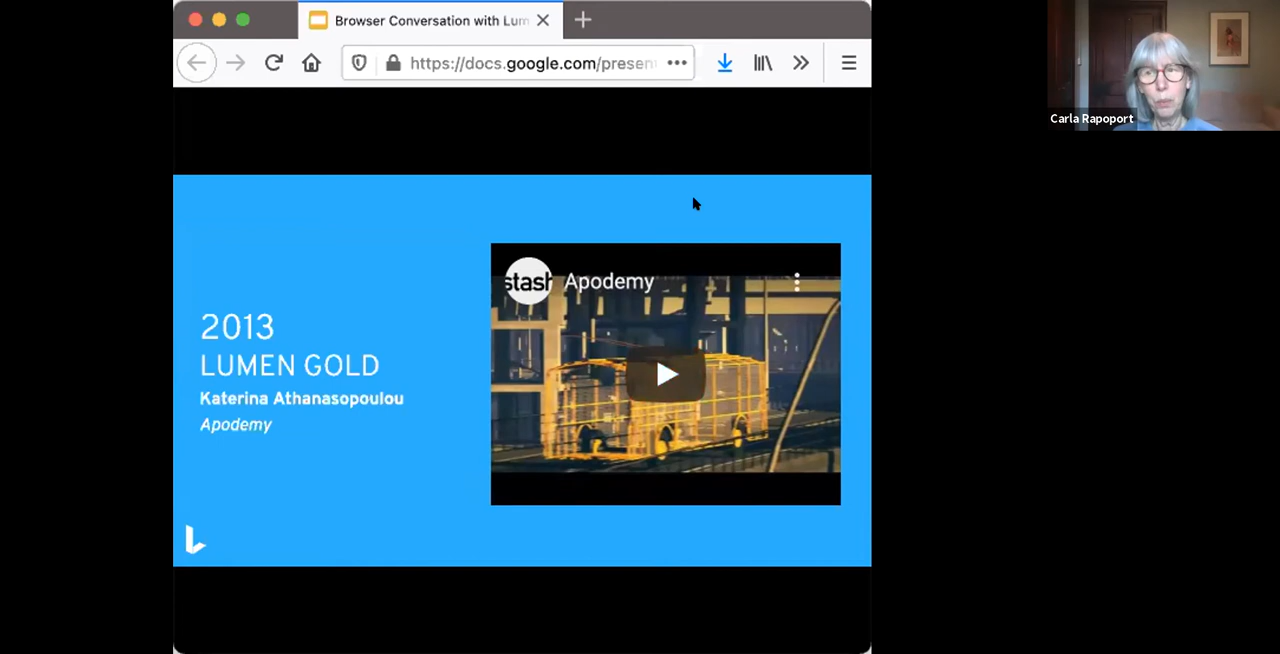 Browser Conversation with Lum
https://docs.google.com/presen
Carla Rapoport
stash Apodemy
2013
LUMEN GOLD
Katerina Athanasopoulou
Apodemy